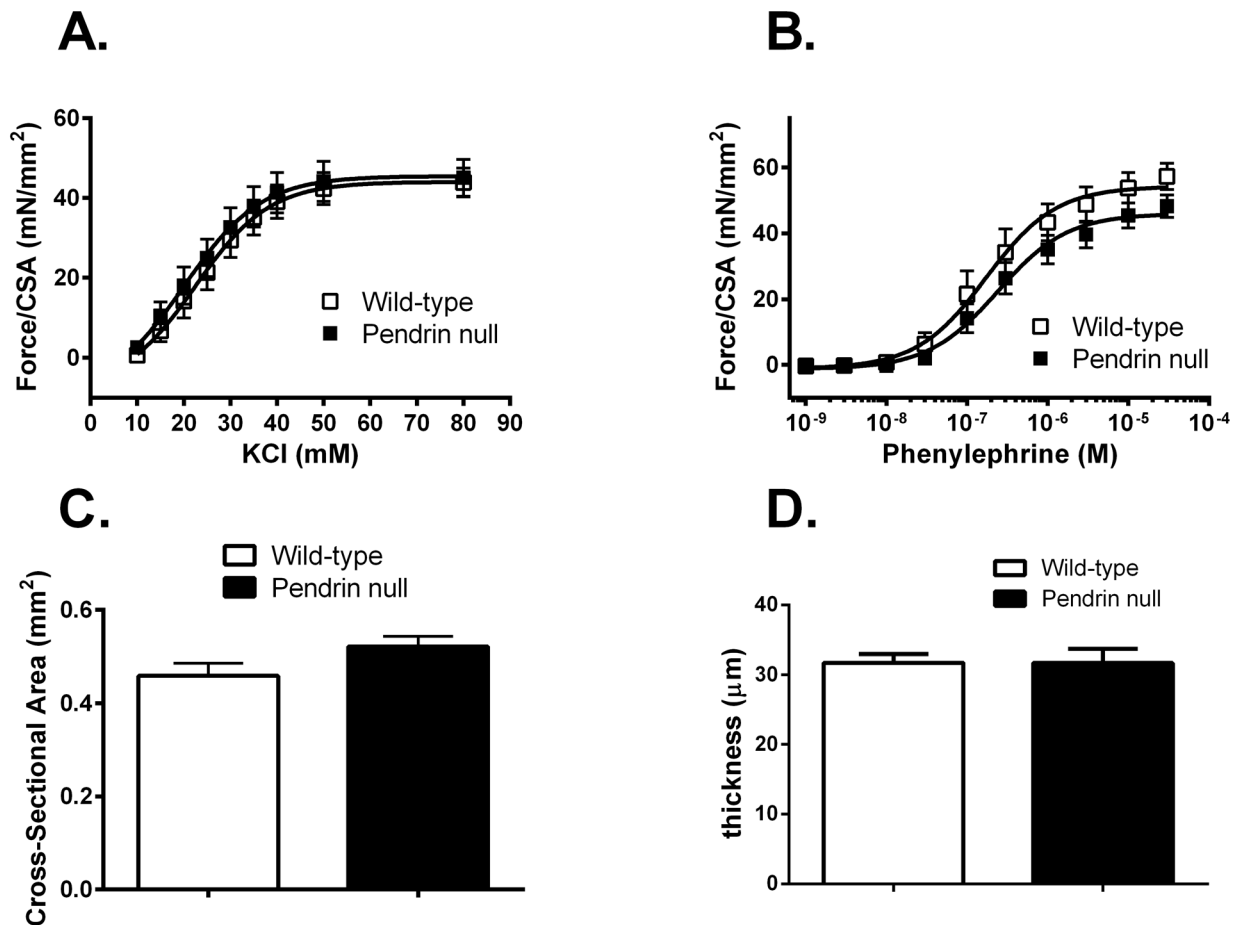 A.
Force/CSA (mN/mm²)
60
40
20
0
Wild-type
Pendrin null
0 10 20 30 40 50 60 70 80 90
KCl (mM)
B.
Force/CSA (mN/mm²)
60
40
20
0
Wild-type
Pendrin null
10⁻⁹ 10⁻⁸ 10⁻⁷ 10⁻⁶ 10⁻⁵ 10⁻⁴
Phenylephrine (M)
C.
Wild-type
Pendrin null
Cross-Sectional Area (mm²)
0.6
0.4
0.2
0.0
D.
Wild-type
Pendrin null
thickness (μm)
40
30
20
10
0